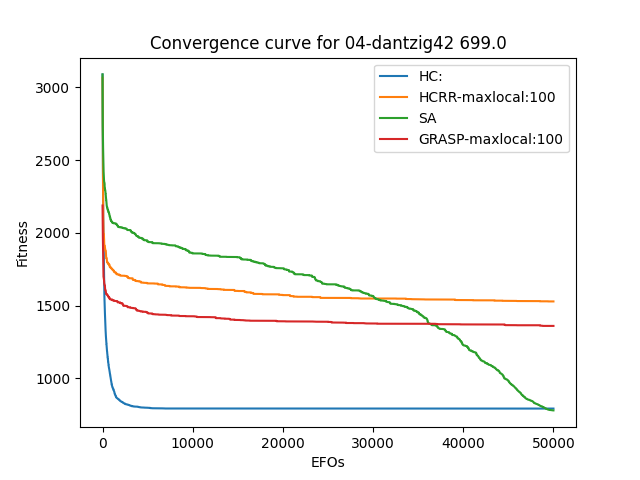 Convergence curve for 04-dantzig42 699.0
HC:
HCRR-maxlocal:100
SA
GRASP-maxlocal:100
Fitness
3000
2500
2000
1500
1000
0 10000 20000 30000 40000 50000
EFOs